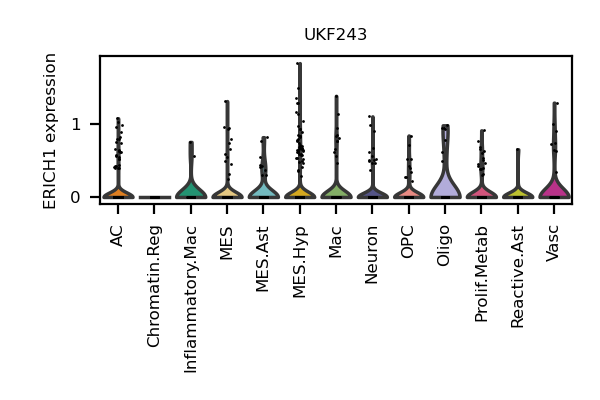 UKF243
ERICH1 expression
1
0
AC
Chromatin.Reg
Inflammatory.Mac
MES
MES.Ast
MES.Hyp
Mac
Neuron
OPC
Oligo
Prolif.Metab
Reactive.Ast
Vasc